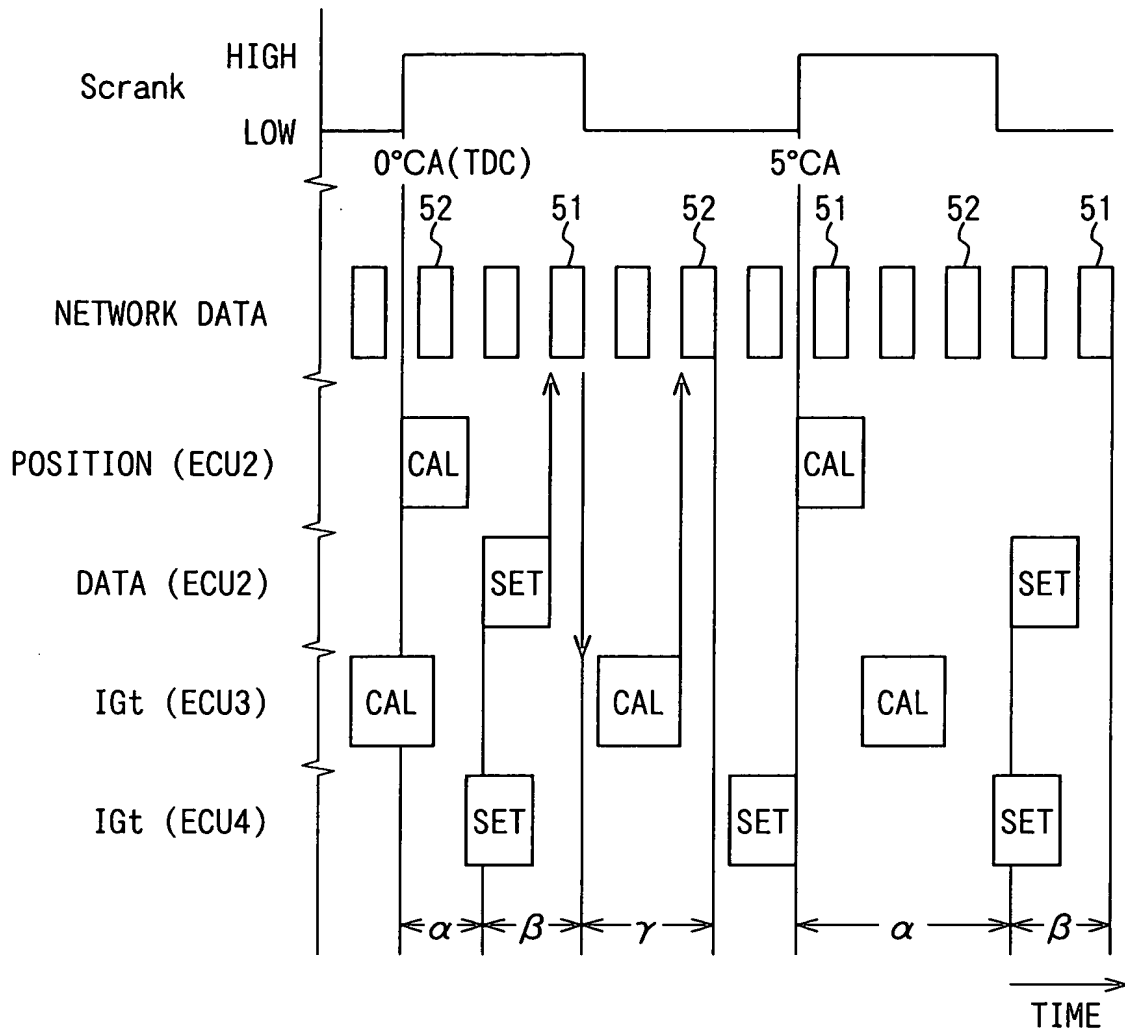 HIGH
Scrank
LOW
0°CA(TDC) 5°CA
52 51 52 51 52 51
NETWORK DATA
POSITION (ECU2) CAL CAL
DATA (ECU2) SET SET
IGt (ECU3) CAL CAL CAL
IGt (ECU4) SET SET SET
α β γ α β
TIME